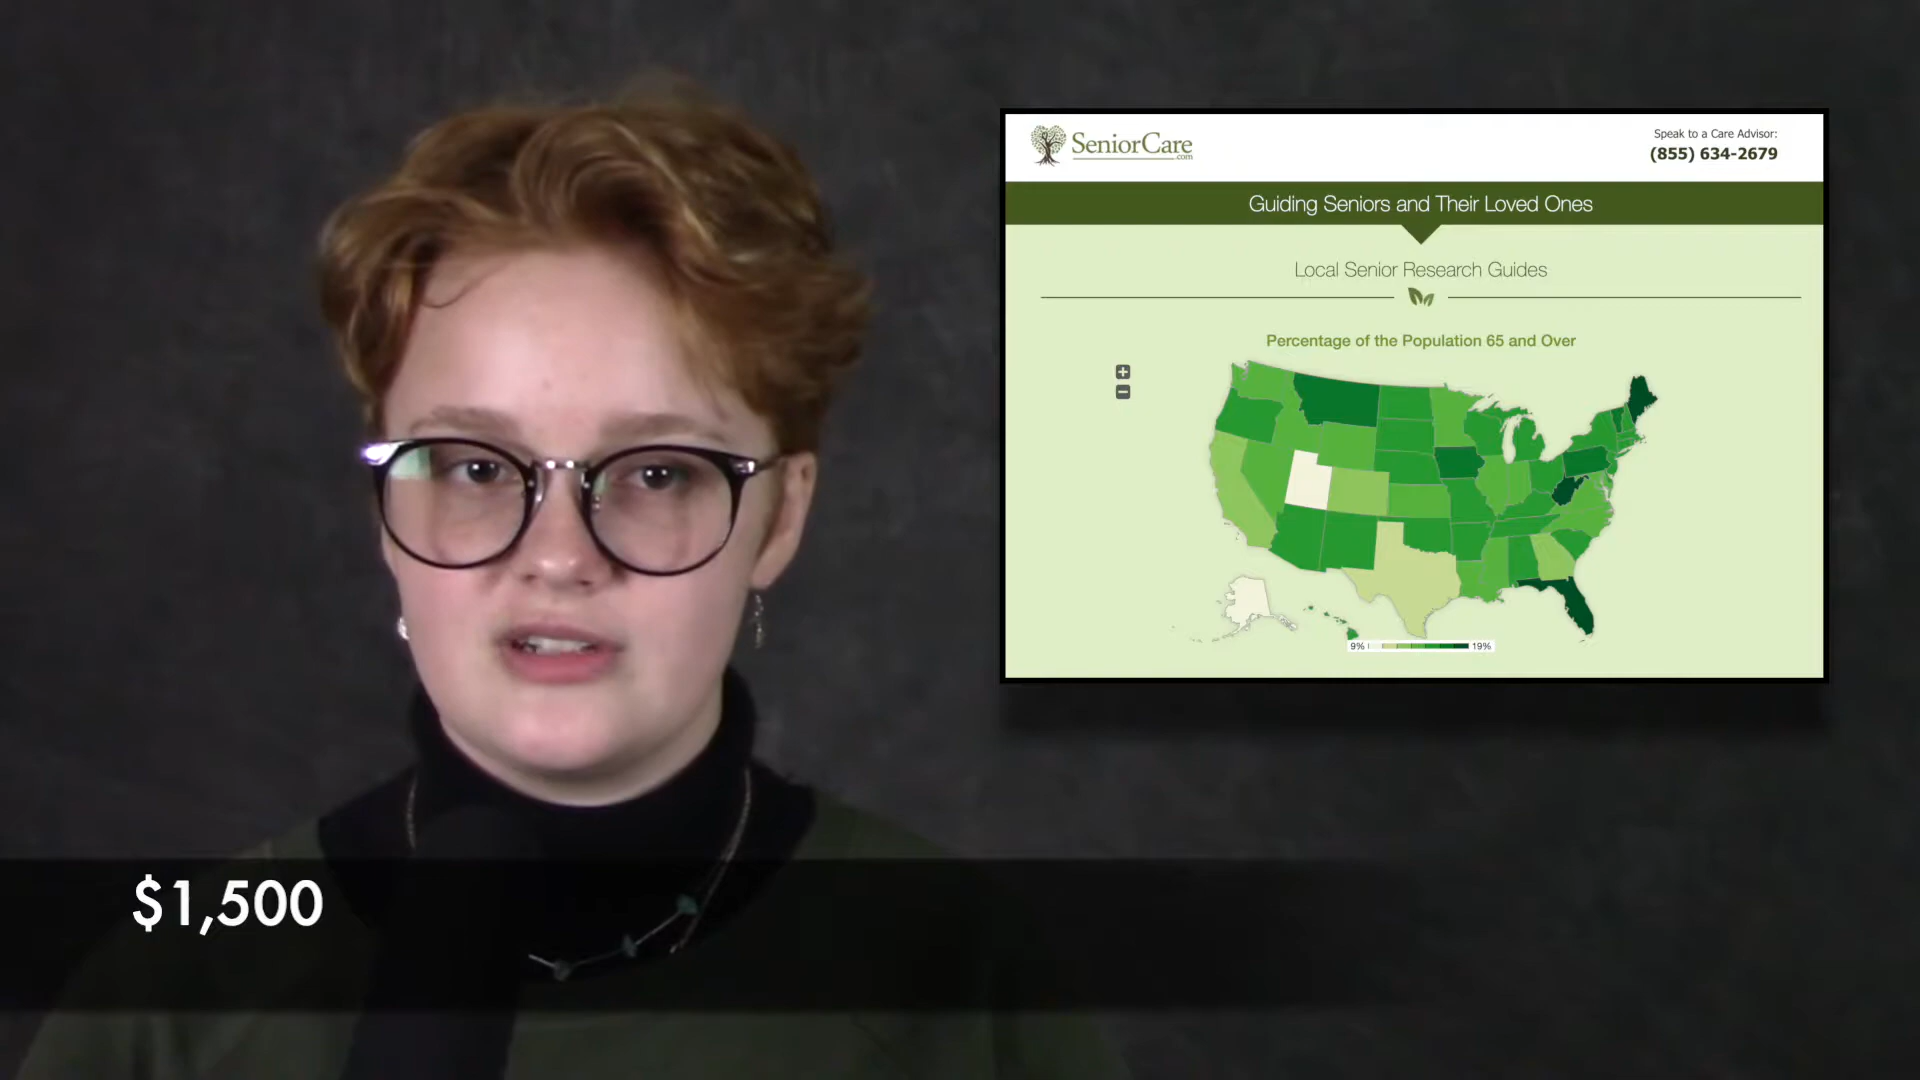 SeniorCare
.com
Speak to a Care Advisor:
(855) 634-2679
Guiding Seniors and Their Loved Ones
Local Senior Research Guides
Percentage of the Population 65 and Over
+
−
9%
19%
$1,500